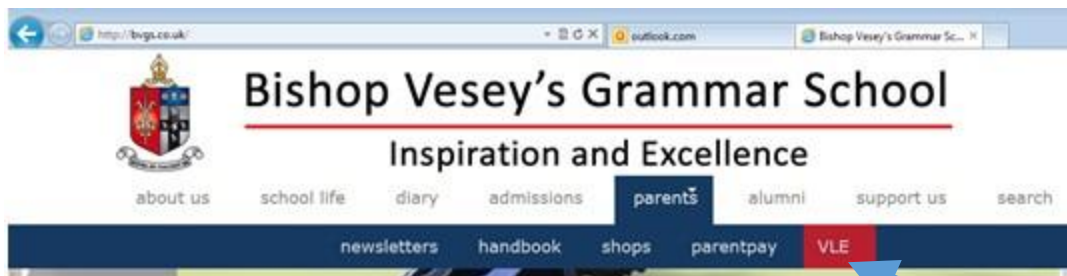 http://bvgs.co.uk/ outlook.com Bishop Vesey's Grammar Sc...
Bishop Vesey's Grammar School
Inspiration and Excellence
about us school life diary admissions parents alumni support us search
newsletters handbook shops parentpay VLE